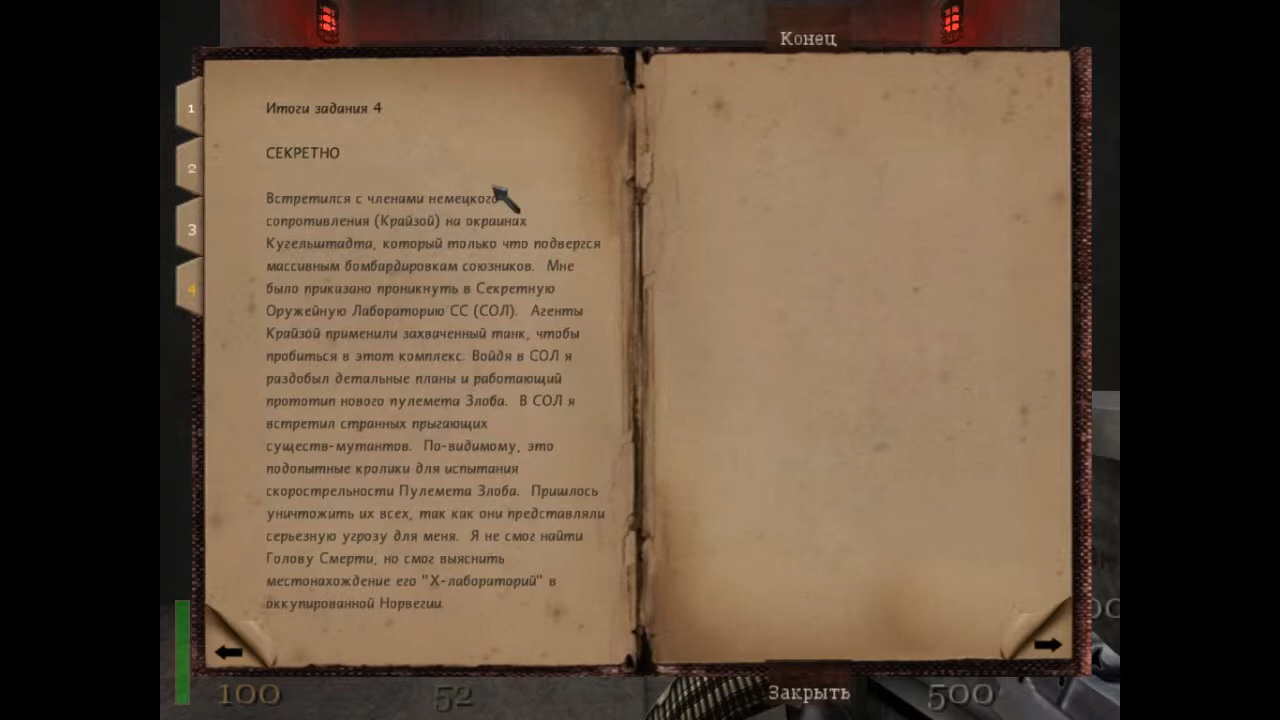 Конец
1
Итоги задания 4
2
СЕКРЕТНО
3
Встретился с членами немецкого
сопротивления (Крайзой) на окраинах
Кугельштадта, который только что подвергся
массивным бомбардировкам союзников. Мне
4
было приказано проникнуть в Секретную
Оружейную Лабораторию СС (СОЛ). Агенты
Крайзой применили захваченный танк, чтобы
пробиться в этот комплекс. Войдя в СОЛ я
раздобыл детальные планы и работающий
прототип нового пулемета Злоба. В СОЛ я
встретил странных прыгающих
существ-мутантов. По-видимому, это
подопытные кролики для испытания
скорострельности Пулемета Злоба. Пришлось
уничтожить их всех, так как они представляли
серьезную угрозу для меня. Я не смог найти
Голову Смерти, но смог выяснить
местонахождение его "Х-лабораторий" в
оккупированной Норвегии.
100
52
Закрыть
500